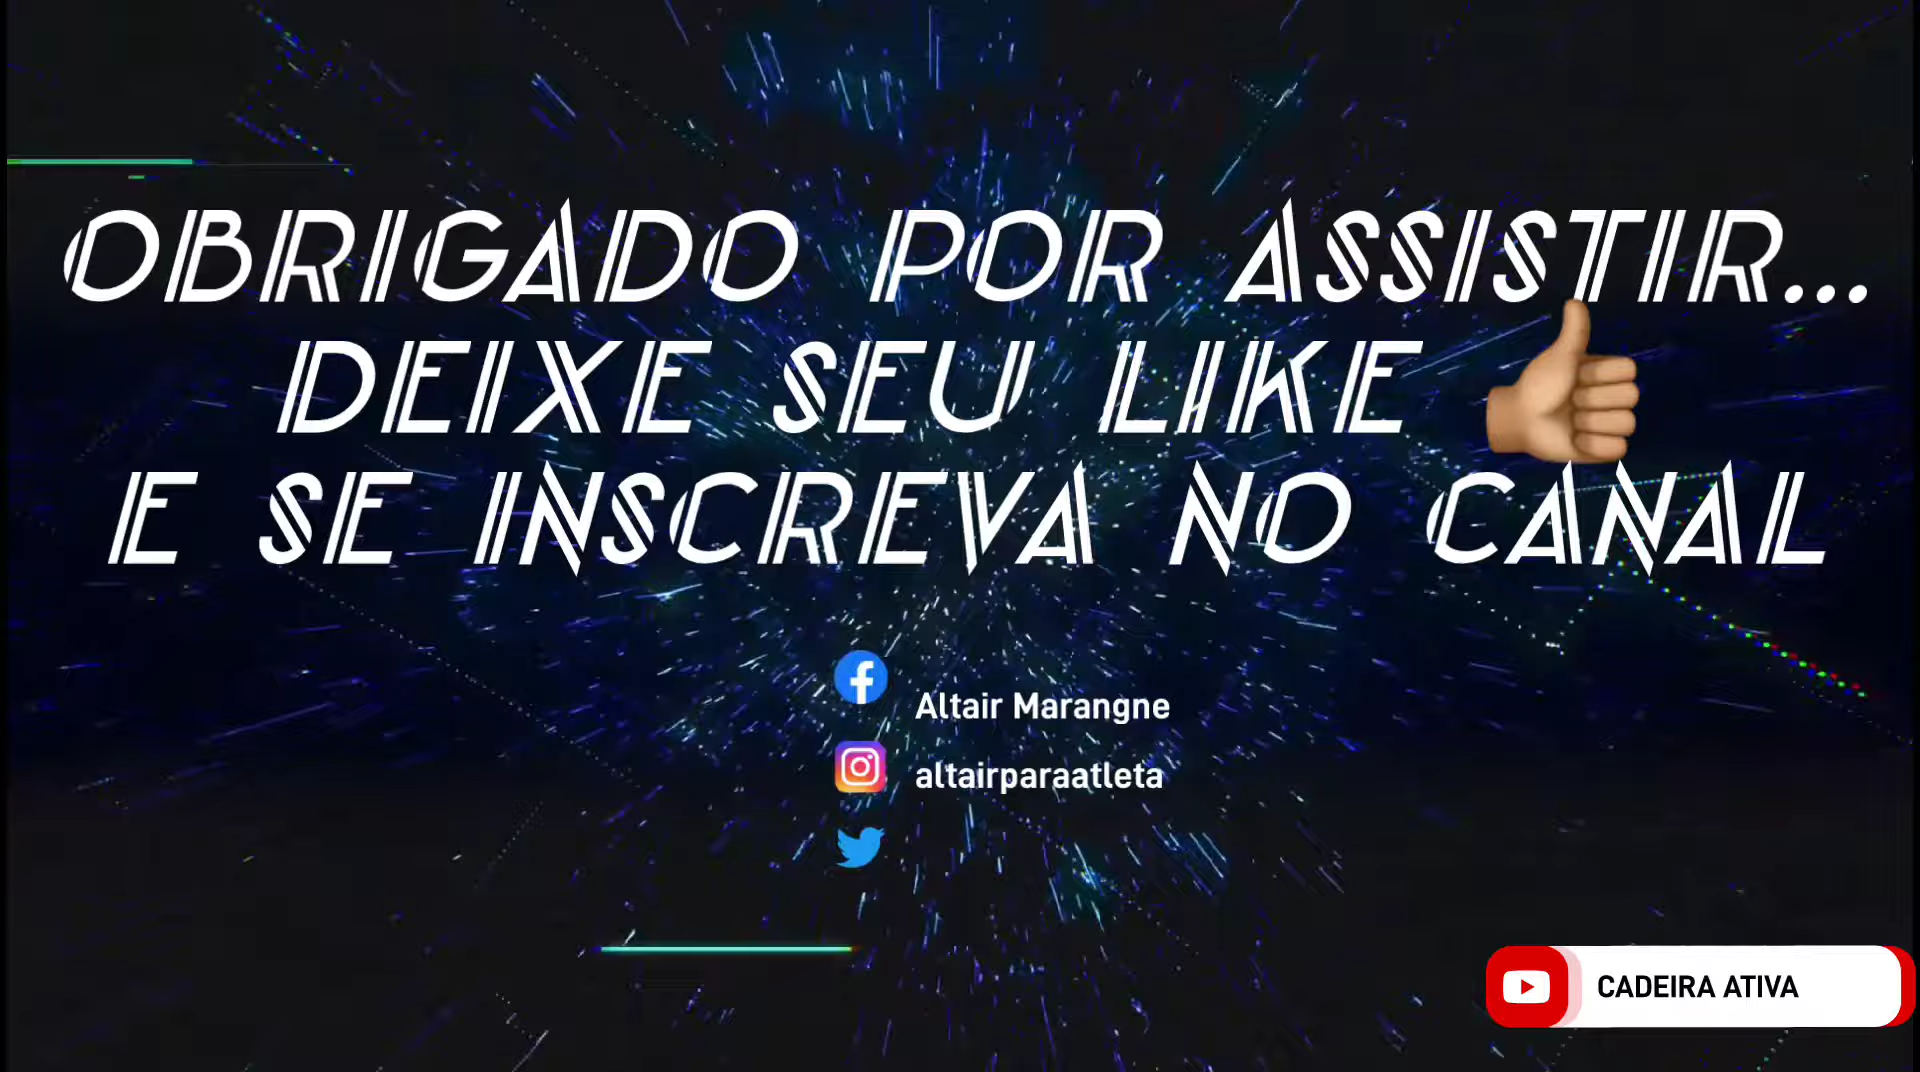 OBRIGADO POR ASSISTIR...
DEIXE SEU LIKE 👍🏽
E SE INSCREVA NO CANAL
Altair Marangne
altairparaatleta
CADEIRA ATIVA